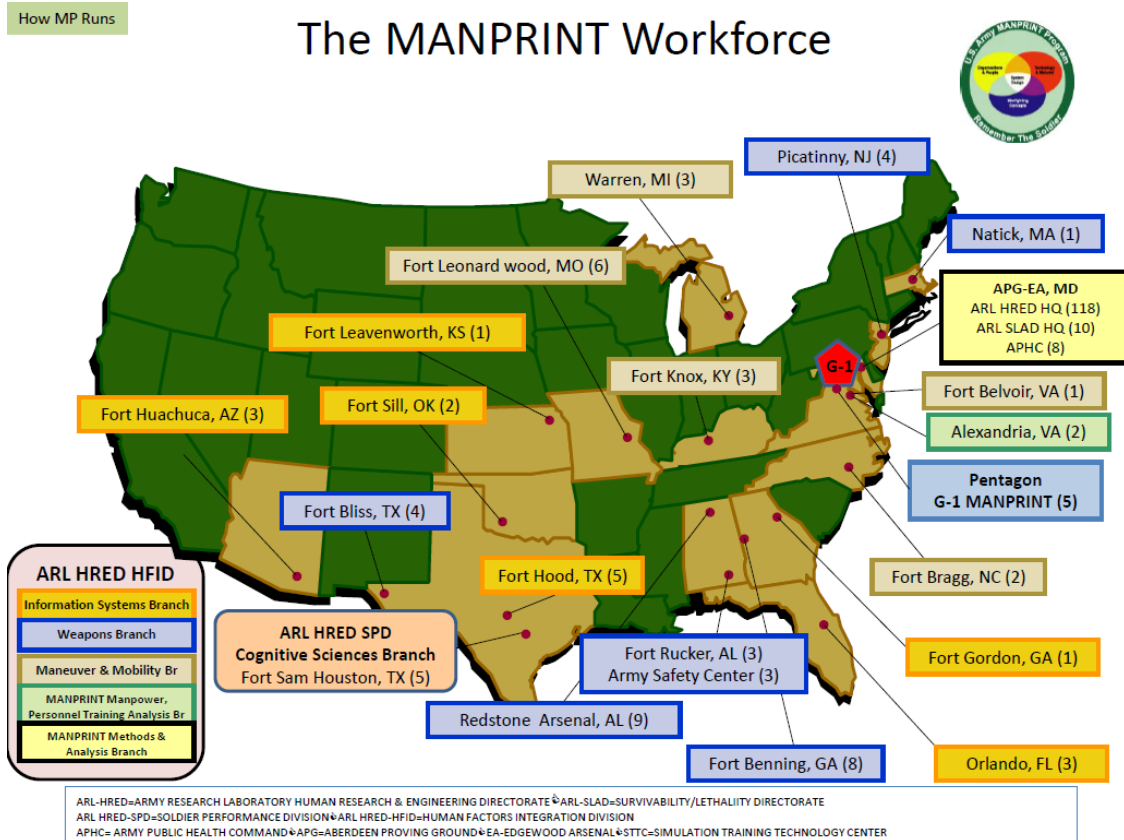 How MP Runs
The MANPRINT Workforce
U.S. Army MANPRINT Program
Remember The Soldier
Picatinny, NJ (4)
Warren, MI (3)
Natick, MA (1)
Fort Leonard wood, MO (6)
APG-EA, MD
ARL HRED HQ (118)
ARL SLAD HQ (10)
APHC (8)
Fort Leavenworth, KS (1)
G-1
Fort Knox, KY (3)
Fort Belvoir, VA (1)
Fort Huachuca, AZ (3)
Fort Sill, OK (2)
Alexandria, VA (2)
Pentagon
G-1 MANPRINT (5)
Fort Bliss, TX (4)
Fort Hood, TX (5)
Fort Bragg, NC (2)
ARL HRED HFID
Information Systems Branch
Weapons Branch
Maneuver & Mobility Br
MANPRINT Manpower,
Personnel Training Analysis Br
MANPRINT Methods &
Analysis Branch
ARL HRED SPD
Cognitive Sciences Branch
Fort Sam Houston, TX (5)
Fort Rucker, AL (3)
Army Safety Center (3)
Fort Gordon, GA (1)
Redstone Arsenal, AL (9)
Fort Benning, GA (8)
Orlando, FL (3)
ARL-HRED=ARMY RESEARCH LABORATORY HUMAN RESEARCH & ENGINEERING DIRECTORATE ARL-SLAD=SURVIVABILITY/LETHALIITY DIRECTORATE
ARL HRED-SPD=SOLDIER PERFORMANCE DIVISION ARL HRED-HFID=HUMAN FACTORS INTEGRATION DIVISION
APHC= ARMY PUBLIC HEALTH COMMAND APG=ABERDEEN PROVING GROUND EA-EDGEWOOD ARSENAL STTC=SIMULATION TRAINING TECHNOLOGY CENTER